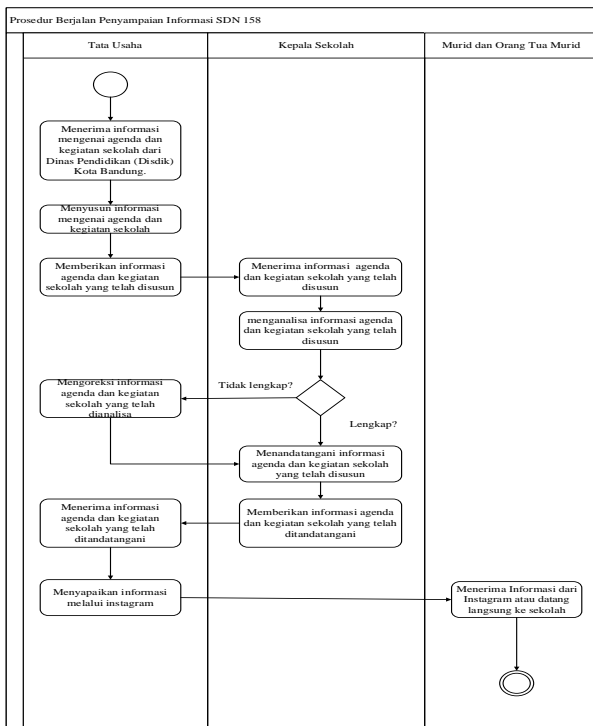 Prosedur Berjalan Penyampaian Informasi SDN 158
Tata Usaha
Kepala Sekolah
Murid dan Orang Tua Murid
Menerima informasi
mengenai agenda dan
kegiatan sekolah dari
Dinas Pendidikan (Disdik)
Kota Bandung.
Menyusun informasi
mengenai agenda dan
kegiatan sekolah
Memberikan informasi
agenda dan kegiatan
sekolah yang telah disusun
Menerima informasi agenda
dan kegiatan sekolah yang telah
disusun
menganalisa informasi agenda
dan kegiatan sekolah yang telah
disusun
Tidak lengkap?
Mengoreksi informasi
agenda dan kegiatan
sekolah yang telah
dianalisa
Lengkap?
Menandatangani informasi
agenda dan kegiatan sekolah
yang telah disusun
Memberikan informasi agenda
dan kegiatan sekolah yang telah
ditandatangani
Menerima informasi
agenda dan kegiatan
sekolah yang telah
ditandatangani
Menyapaikan informasi
melalui instagram
Menerima Informasi dari
Instagram atau datang
langsung ke sekolah